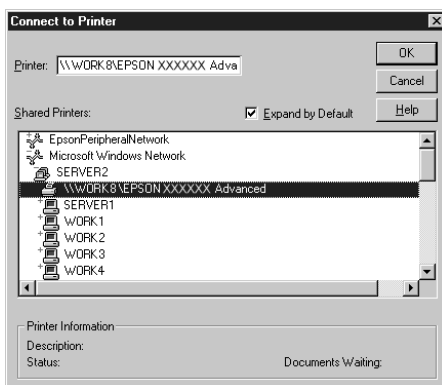 Connect to Printer
Printer: \\WORK8\EPSON XXXXXX Adva
OK
Cancel
Help
Shared Printers:
Expand by Default
EpsonPeripheralNetwork
Microsoft Windows Network
SERVER2
\\WORK8\EPSON XXXXXX Advanced
SERVER1
WORK1
WORK2
WORK3
WORK4
Printer Information
Description:
Status:
Documents Waiting: